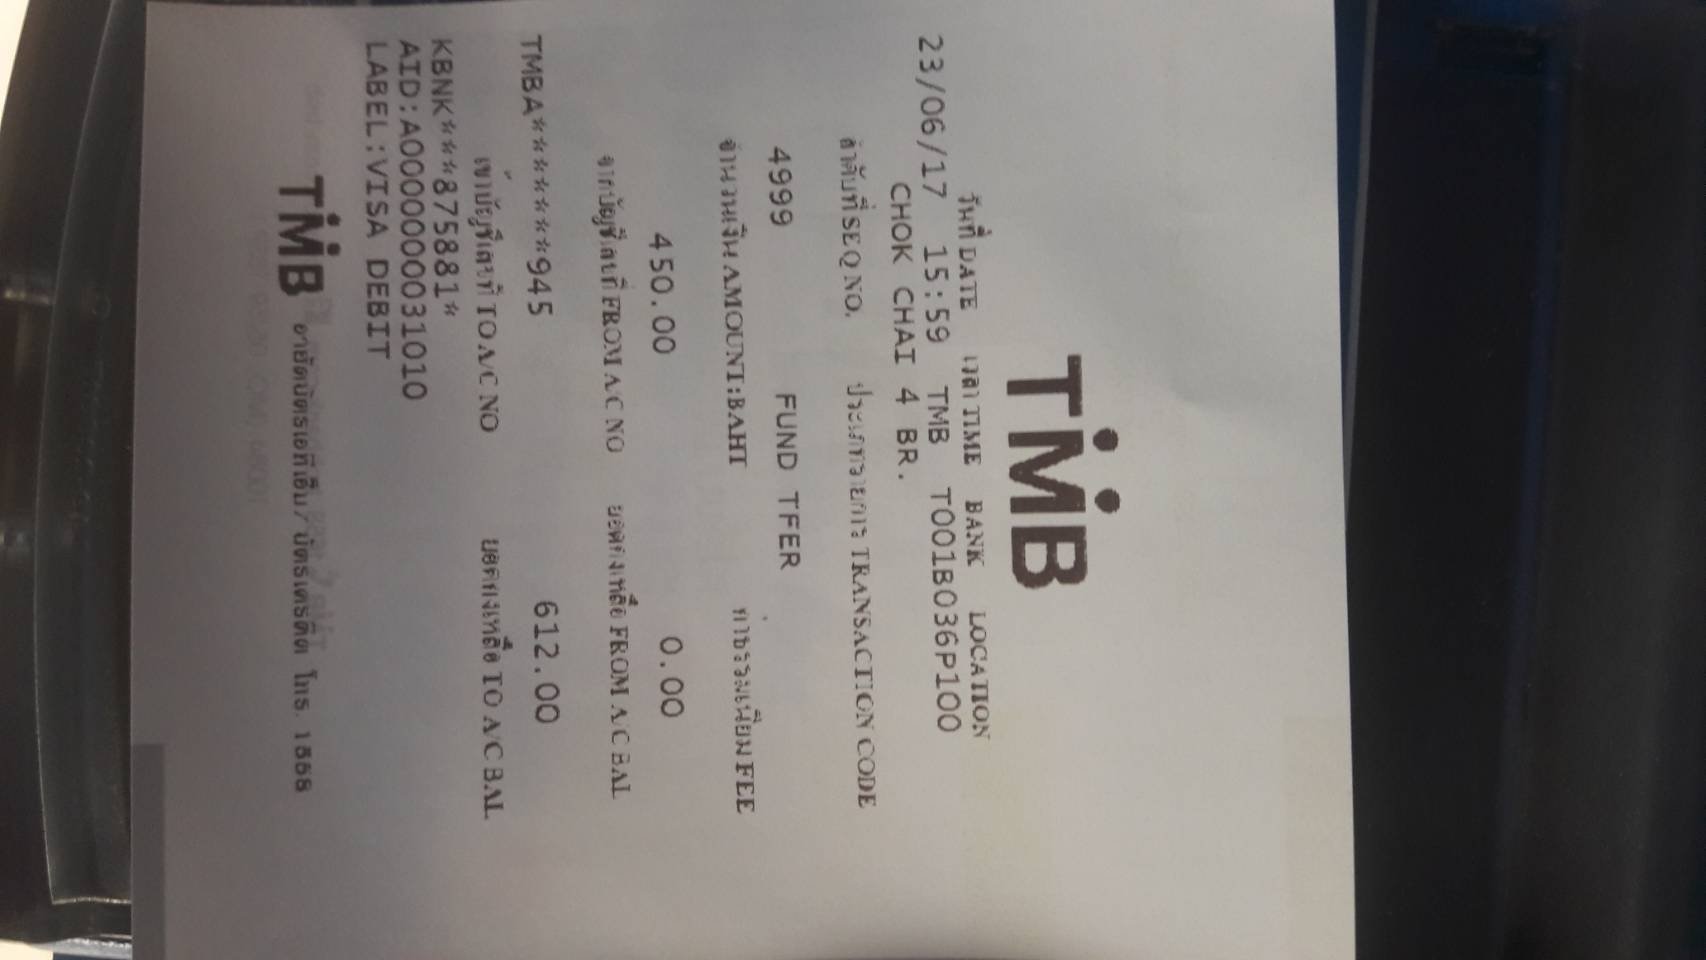 TMB
วันที่ DATE เวลา TIME BANK LOCATION
23/06/17 15:59 TMB T001B036P100
CHOK CHAI 4 BR.
ลำดับที่ SEQ NO. ประเภทรายการ TRANSACTION CODE
4999 FUND TFER
จำนวนเงิน AMOUNT:BAHT ค่าธรรมเนียม FEE
450.00 0.00
จากบัญชีเลขที่ FROM A/C NO ยอดคงเหลือ FROM A/C BAL
TMBA*******945 612.00
เข้าบัญชีเลขที่ TO A/C NO ยอดคงเหลือ TO A/C BAL
KBNK***875881*
AID:A0000000031010
LABEL:VISA DEBIT
TMB อายัดบัตรเอทีเอ็ม/บัตรเครดิต โทร. 1558